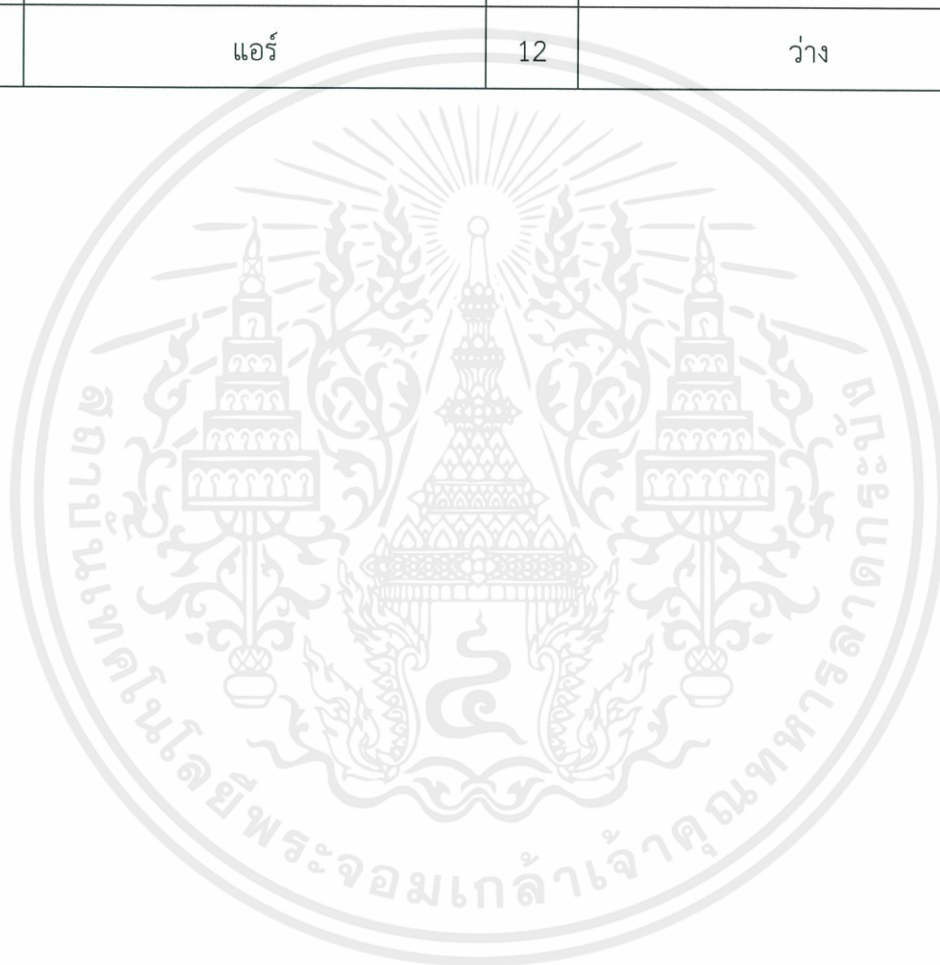 แอร์ 12 ว่าง
สถาบันเทคโนโลยีพระจอมเกล้าเจ้าคุณทหารลาดกระบัง
๔